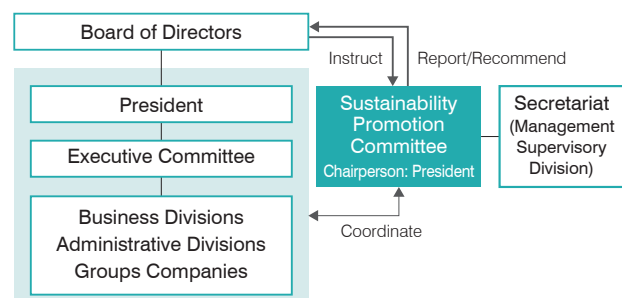 Board of Directors
Instruct
Report/Recommend
President
Executive Committee
Business Divisions
Administrative Divisions
Groups Companies
Sustainability
Promotion
Committee
Chairperson: President
Secretariat
(Management
Supervisory
Division)
Coordinate